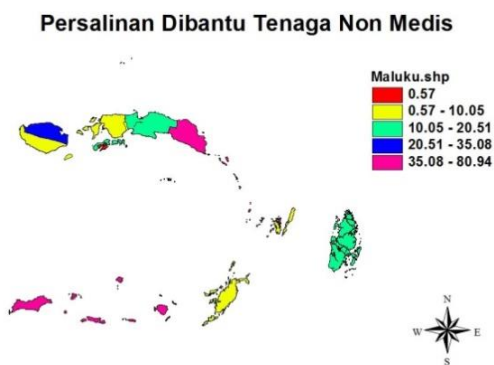 Persalinan Dibantu Tenaga Non Medis
Maluku.shp
0.57
0.57 - 10.05
10.05 - 20.51
20.51 - 35.08
35.08 - 80.94
N
W E
S